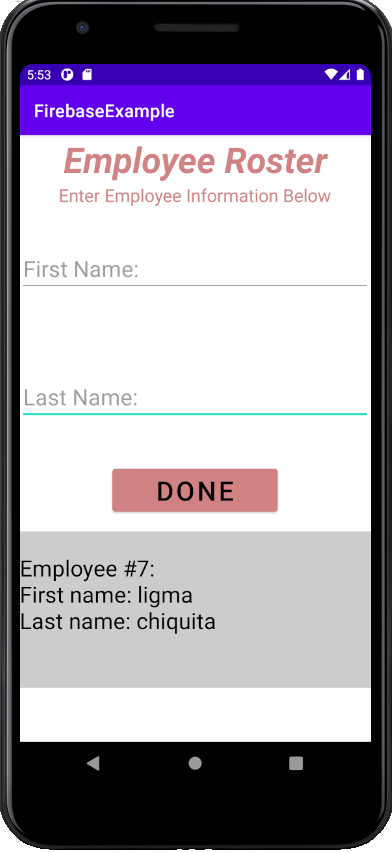 5:53
FirebaseExample
Employee Roster
Enter Employee Information Below
First Name:
Last Name:
DONE
Employee #7:
First name: ligma
Last name: chiquita